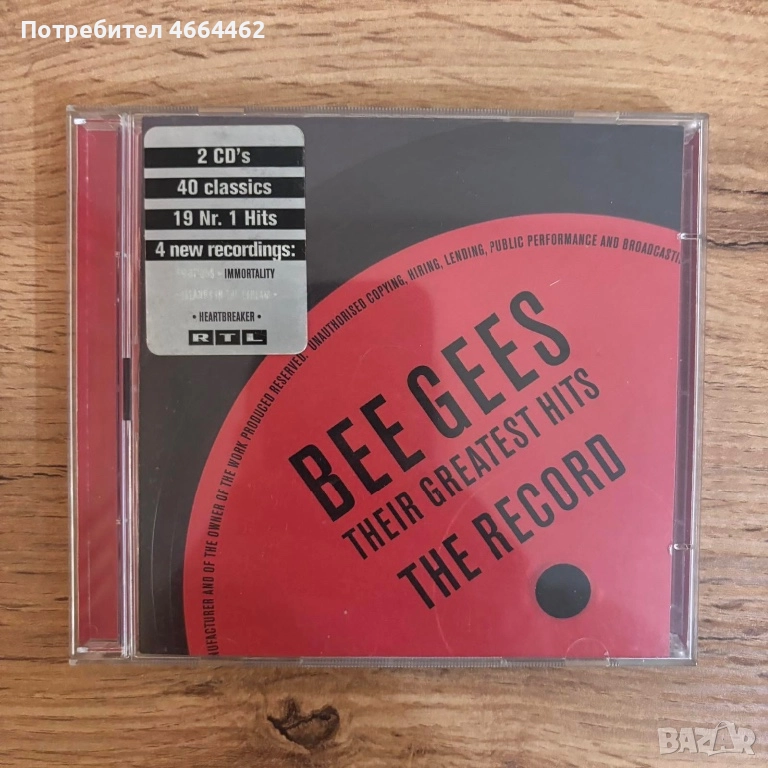 Потребител 4664462
2 CD's
40 classics
19 Nr. 1 Hits
4 new recordings:
• IMMORTALITY
• HEARTBREAKER •
RTL
UFACTURER AND OF THE OWNER OF THE WORK PRODUCED RESERVED. UNAUTHORISED COPYING, HIRING, LENDING, PUBLIC PERFORMANCE AND BROADCASTI
BEE GEES
THEIR GREATEST HITS
THE RECORD
BAZAR